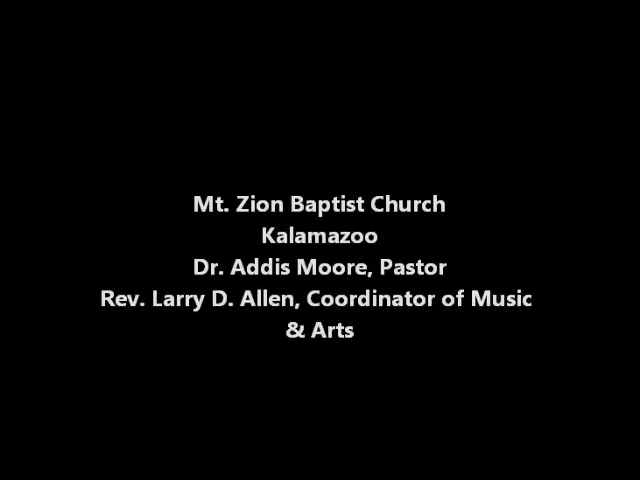 Mt. Zion Baptist Church
Kalamazoo
Dr. Addis Moore, Pastor
Rev. Larry D. Allen, Coordinator of Music
& Arts